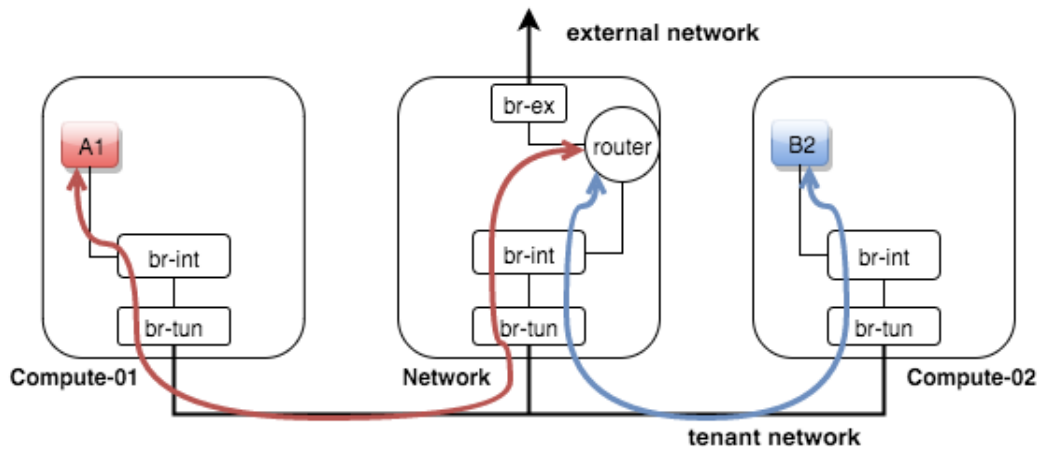 external network
br-ex
A1
router
B2
br-int
br-int
br-int
br-tun
br-tun
br-tun
Compute-01
Network
Compute-02
tenant network